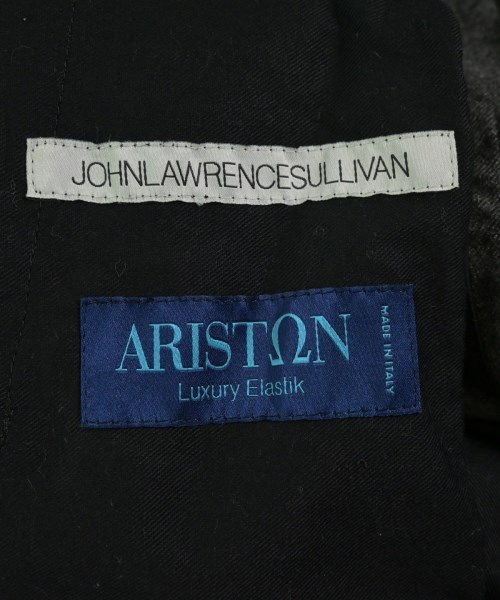 JOHNLAWRENCESULLIVAN
ARISTΩN
Luxury Elastik
MADE IN ITALY